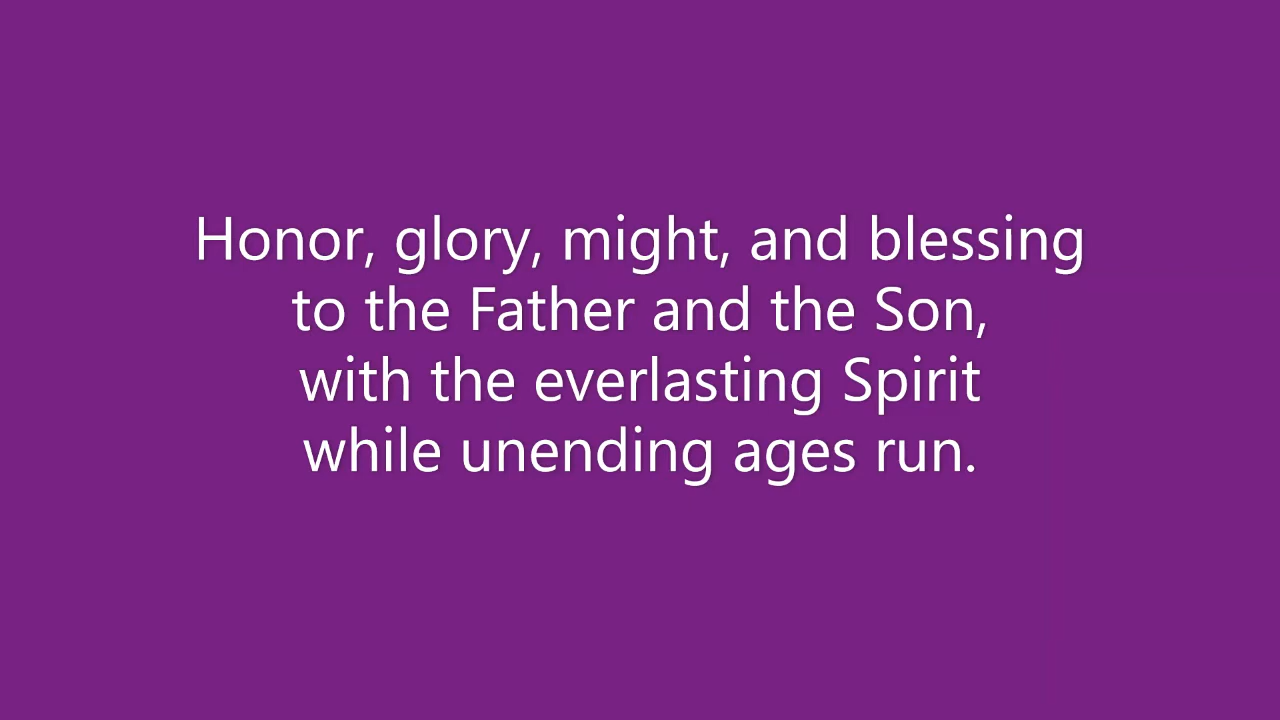 Honor, glory, might, and blessing
to the Father and the Son,
with the everlasting Spirit
while unending ages run.